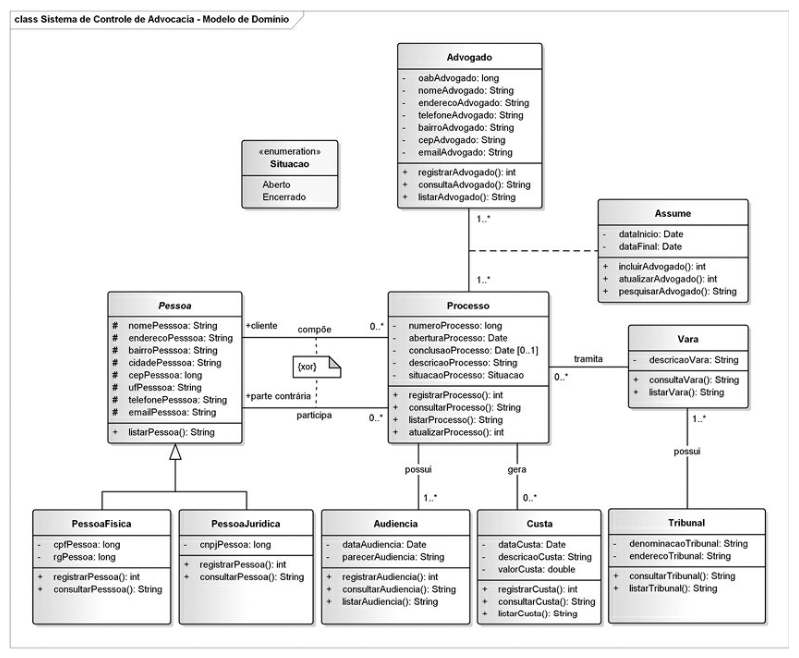 class Sistema de Controle de Advocacia - Modelo de Domínio
Advogado
- oabAdvogado: long
- nomeAdvogado: String
- enderecoAdvogado: String
- telefoneAdvogado: String
- bairroAdvogado: String
- cepAdvogado: String
- emailAdvogado: String
+ registrarAdvogado(): int
+ consultaAdvogado(): String
+ listarAdvogado(): String
«enumeration»
Situacao
Aberto
Encerrado
1..*
1..*
Assume
- dataInicio: Date
- dataFinal: Date
+ incluirAdvogado(): int
+ atualizarAdvogado(): int
+ pesquisarAdvogado(): String
Pessoa
# nomePesssoa: String
# enderecoPesssoa: String
# bairroPesssoa: String
# cidadePesssoa: String
# cepPesssoa: long
# ufPesssoa: String
# telefonePesssoa: String
# emailPesssoa: String
+ listarPessoa(): String
+cliente
compõe
0..*
{xor}
+parte contrária
participa
0..*
Processo
- numeroProcesso: long
- aberturaProcesso: Date
- conclusaoProcesso: Date [0..1]
- descricaoProcesso: String
- situacaoProcesso: Situacao
+ registrarProcesso(): int
+ consultarProcesso(): String
+ listarProcesso(): String
+ atualizarProcesso(): int
tramita
0..*
Vara
- descricaoVara: String
+ consultaVara(): String
+ listarVara(): String
1..*
possui
possui
1..*
gera
0..*
PessoaFisica
- cpfPessoa: long
- rgPessoa: long
+ registrarPessoa(): int
+ consultarPesssoa(): String
PessoaJuridica
- cnpjPessoa: long
+ registrarPessoa(): int
+ consultarPessoa(): String
Audiencia
- dataAudiencia: Date
- parecerAudiencia: String
+ registrarAudiencia(): int
+ consultarAudiencia(): String
+ listarAudiencia(): String
Custa
- dataCusta: Date
- descricaoCusta: String
- valorCusta: double
+ registrarCusta(): int
+ consultarCusta(): String
+ listarCusta(): String
Tribunal
- denominacaoTribunal: String
- enderecoTribunal: String
+ consultarTribunal(): String
+ listarTribunal(): String